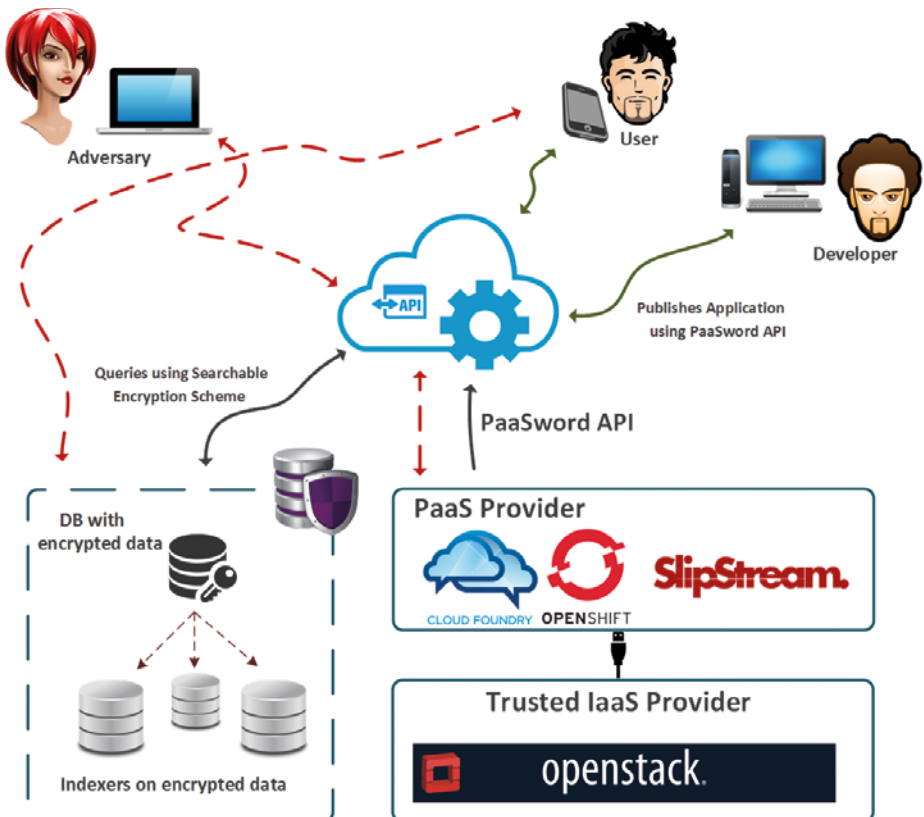 Adversary
User
Developer
API
Publishes Application
using PaaSword API
Queries using Searchable
Encryption Scheme
PaaSword API
DB with
encrypted data
Indexers on encrypted data
PaaS Provider
CLOUD FOUNDRY
OPENSHIFT
SlipStream.
Trusted IaaS Provider
openstack.